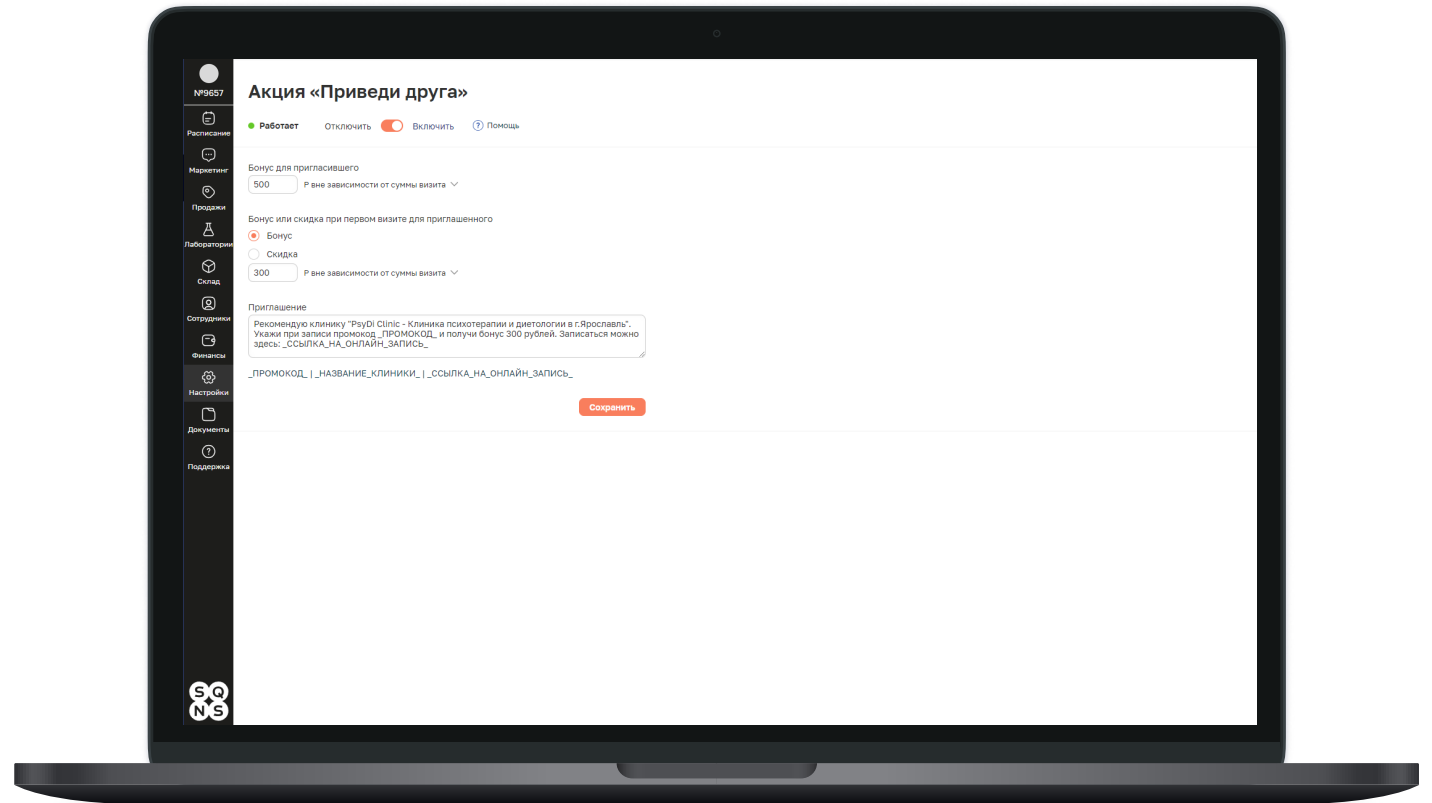 №9657
Расписание
Маркетинг
Продажи
Лаборатории
Склад
Сотрудники
Финансы
Настройки
Документы
Поддержка
SQ
NS
Акция «Приведи друга»
Работает Отключить Включить ? Помощь
Бонус для пригласившего
500 Р вне зависимости от суммы визита
Бонус или скидка при первом визите для приглашенного
Бонус
Скидка
300 Р вне зависимости от суммы визита
Приглашение
Рекомендую клинику "PsyDi Clinic - Клиника психотерапии и диетологии в г.Ярославль".
Укажи при записи промокод _ПРОМОКОД_ и получи бонус 300 рублей. Записаться можно
здесь: _ССЫЛКА_НА_ОНЛАЙН_ЗАПИСЬ_
_ПРОМОКОД_ | _НАЗВАНИЕ_КЛИНИКИ_ | _ССЫЛКА_НА_ОНЛАЙН_ЗАПИСЬ_
Сохранить